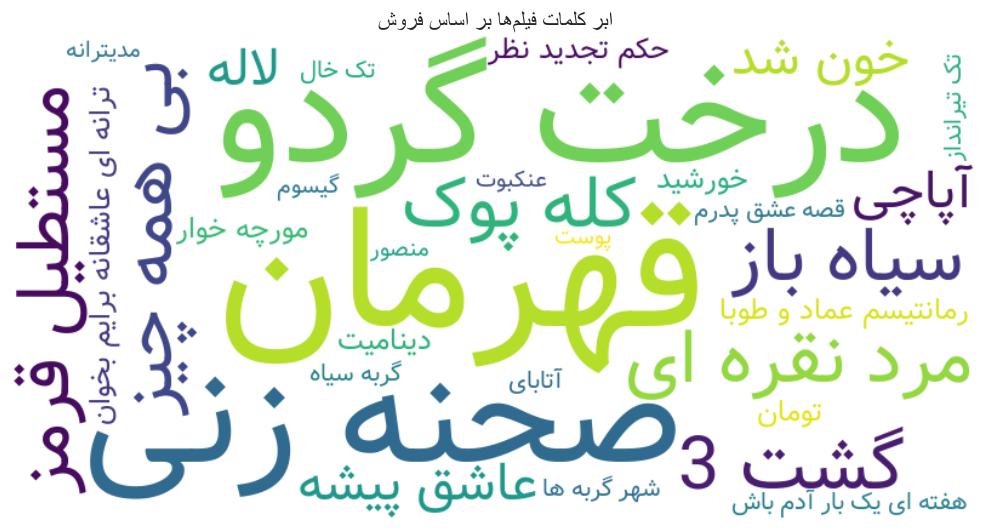 ابر کلمات فیلم‌ها بر اساس فروش
مدیترانه
لاله
تک خال
حکم تجدید نظر
خون شد
تک تیرانداز
درخت گردو
مستطیل قرمز
ترانه ای عاشقانه برایم بخوان
بی همه چیز
گیسوم
کله پوک
عنکبوت
خورشید
قصه عشق پدرم
آپاچی
مورچه خوار
قهرمان
منصور
پوست
سیاه باز
رمانتیسم عماد و طوبا
دینامیت
گربه سیاه
آتابای
مرد نقره ای
تومان
صحنه زنی
گشت 3
عاشق پیشه
شهر گربه ها
هفته ای یک بار آدم باش